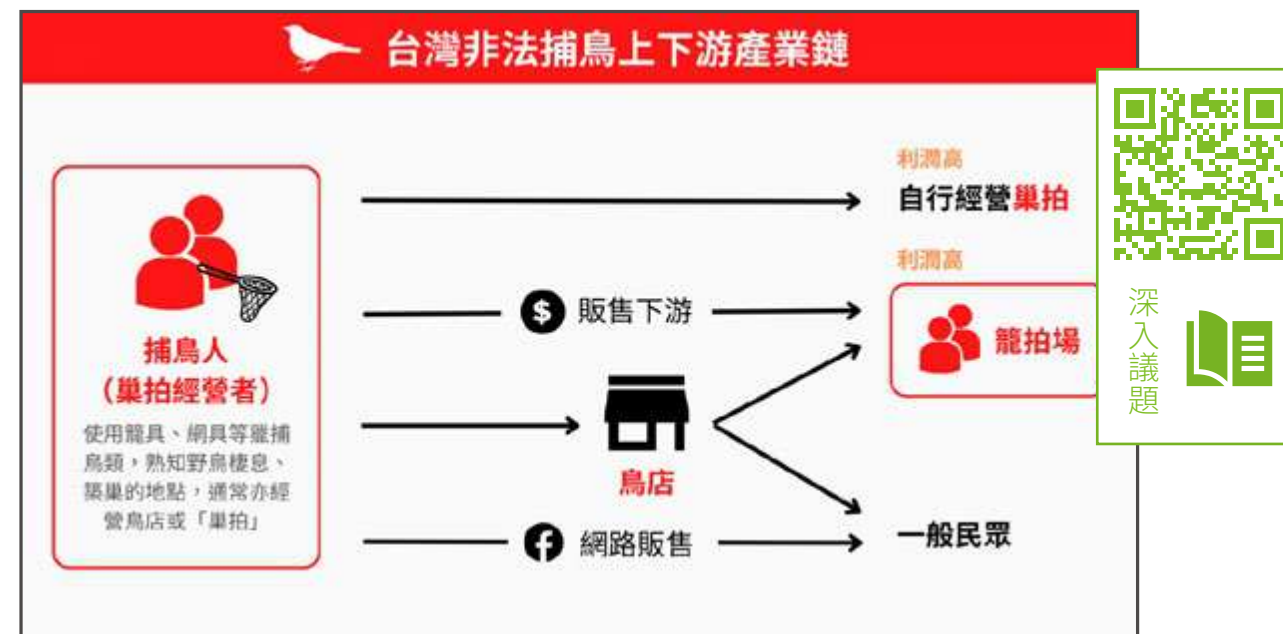 台灣非法捕鳥上下游產業鏈
捕鳥人
（巢拍經營者）
使用籠具、網具等獵捕
鳥類，熟知野鳥棲息、
築巢的地點，通常亦經
營鳥店或「巢拍」
利潤高
自行經營巢拍
$ 販售下游
利潤高
籠拍場
鳥店
f 網路販售
一般民眾
深入議題